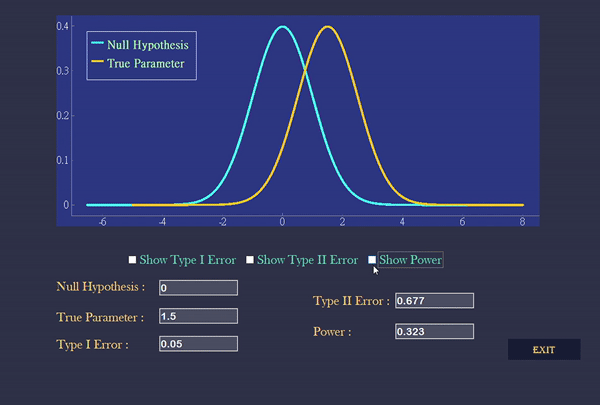 0.4
Null Hypothesis
True Parameter
0.3
0.2
0.1
0
-6
-4
-2
0
2
4
6
8
Show Type I Error
Show Type II Error
Show Power
Null Hypothesis : 0
True Parameter : 1.5
Type I Error : 0.05
Type II Error : 0.677
Power : 0.323
EXIT